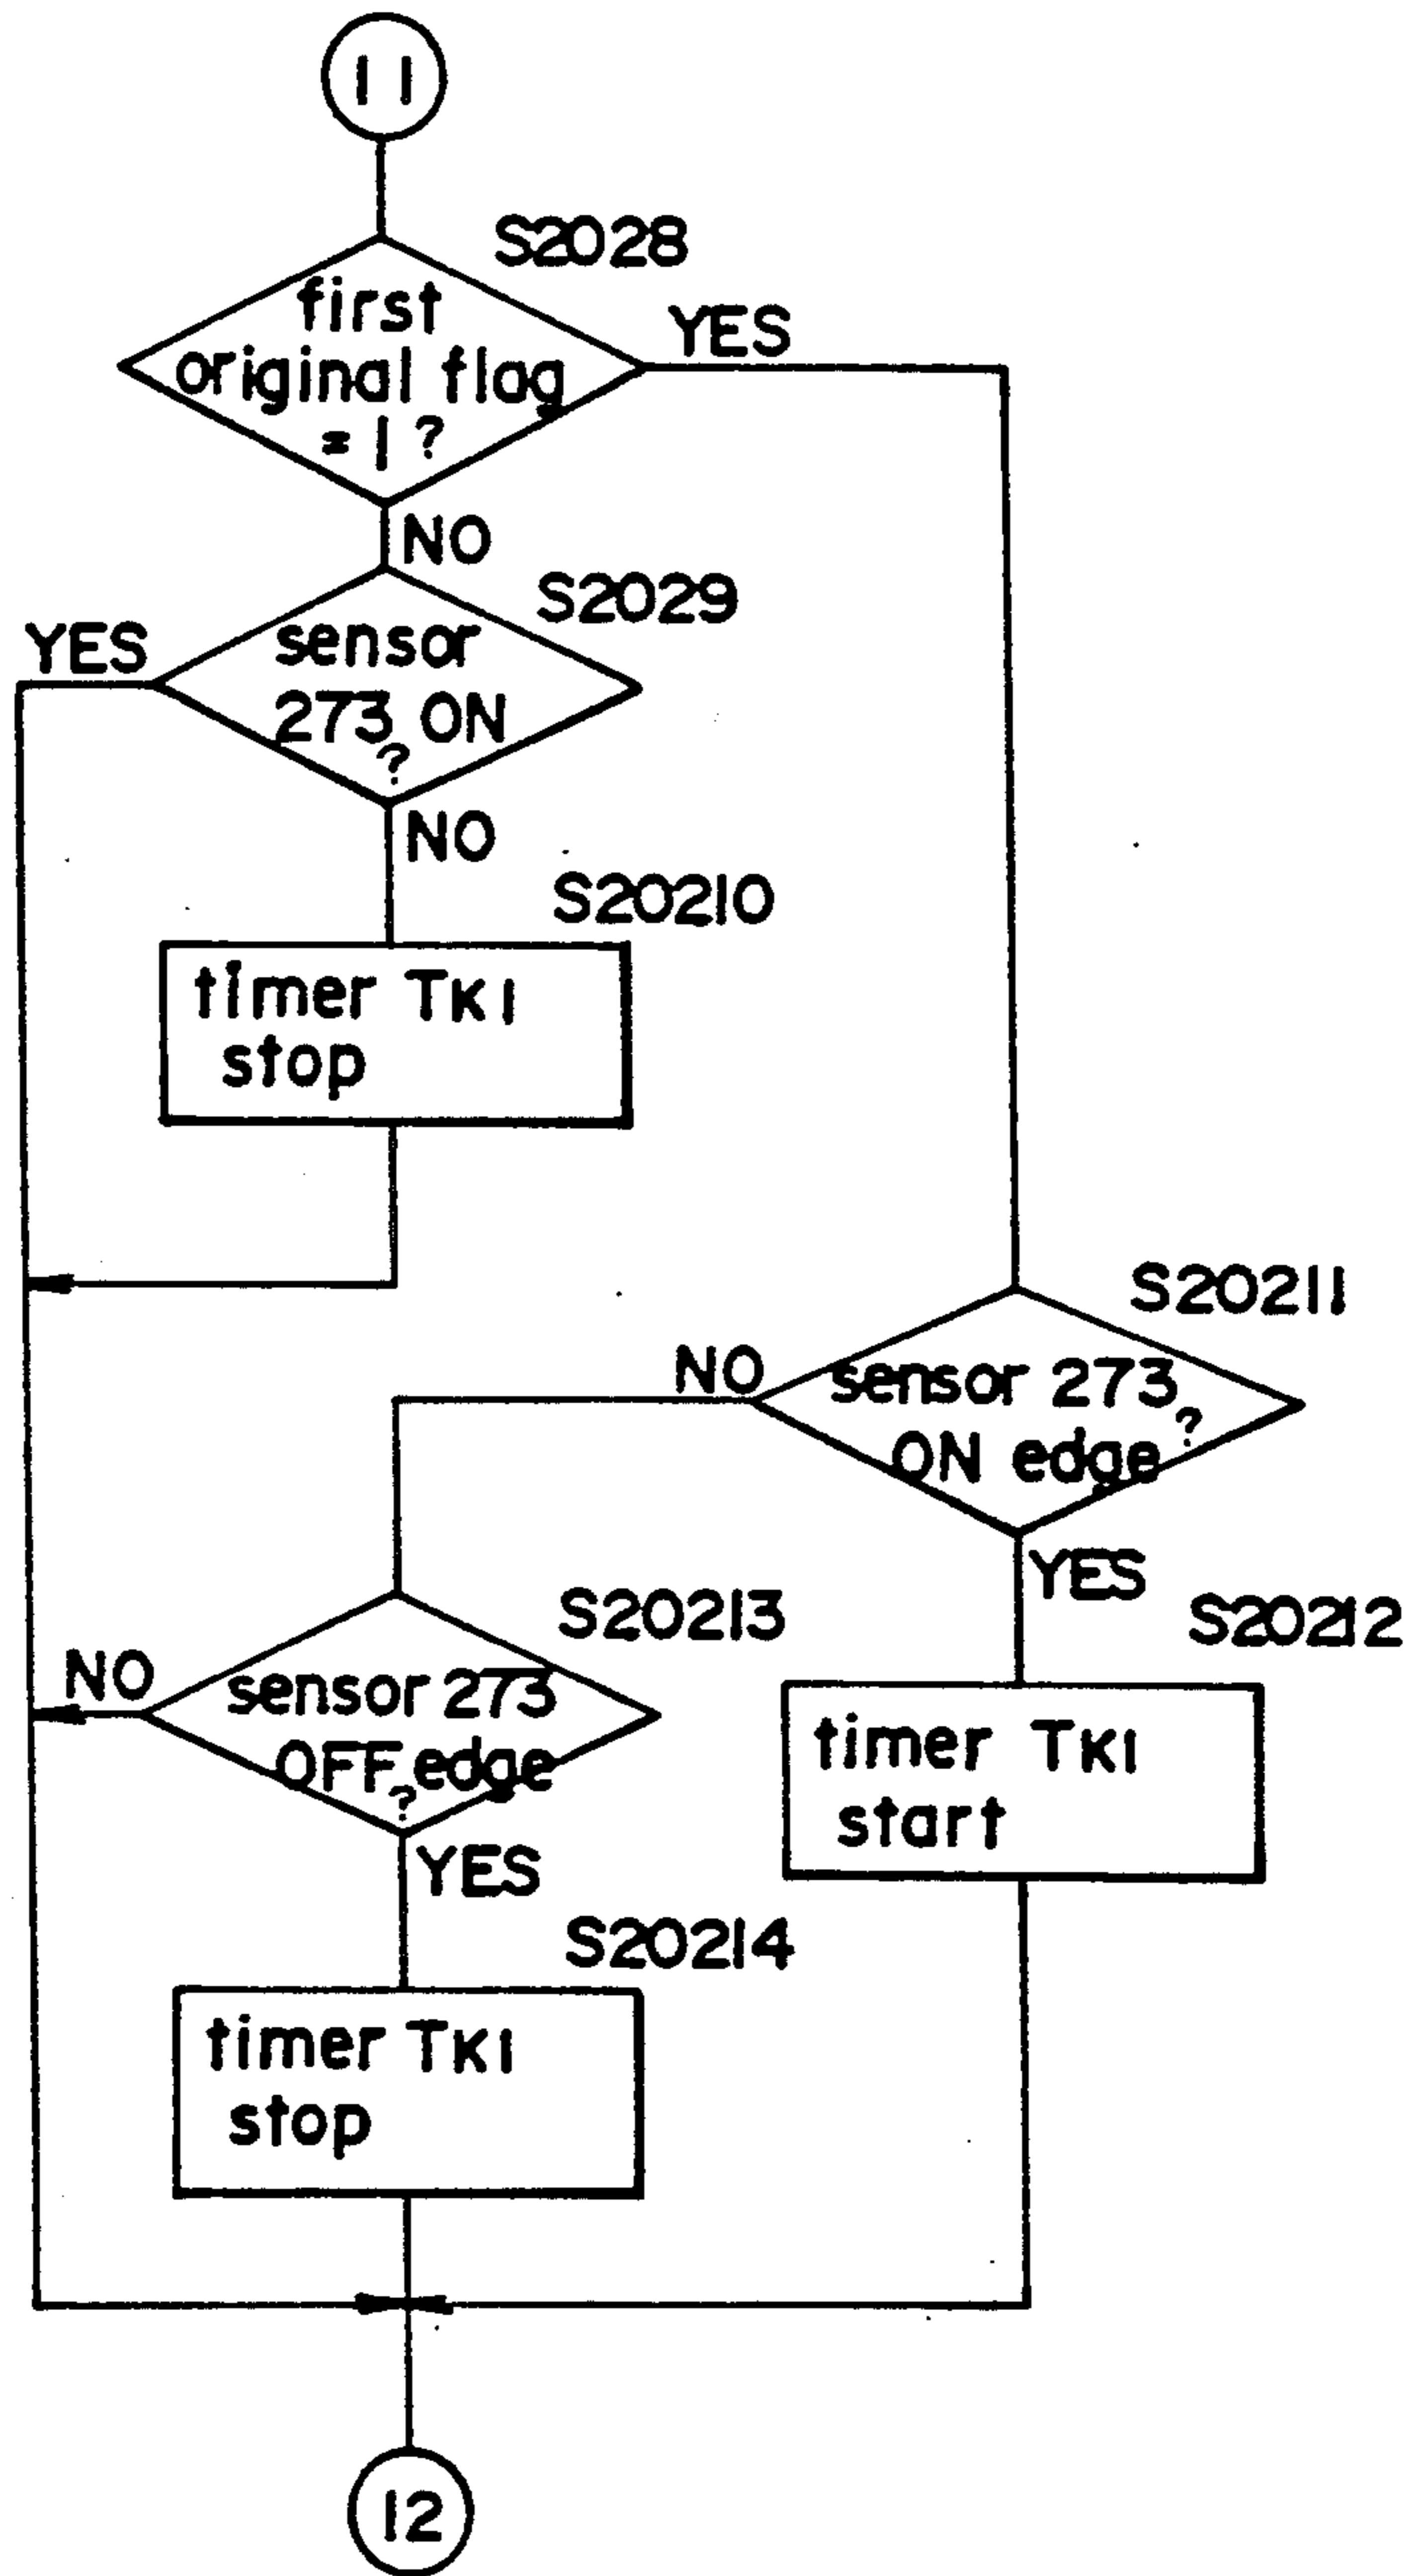 11
S2028
first
original flag
= 1 ?
YES
NO
S2029
YES
sensor
273 ON
?
NO
S20210
timer TK1
stop
S20211
NO
sensor 273
ON edge ?
YES
S20212
timer TK1
start
S20213
NO
sensor 273
OFF edge
?
YES
S20214
timer TK1
stop
12